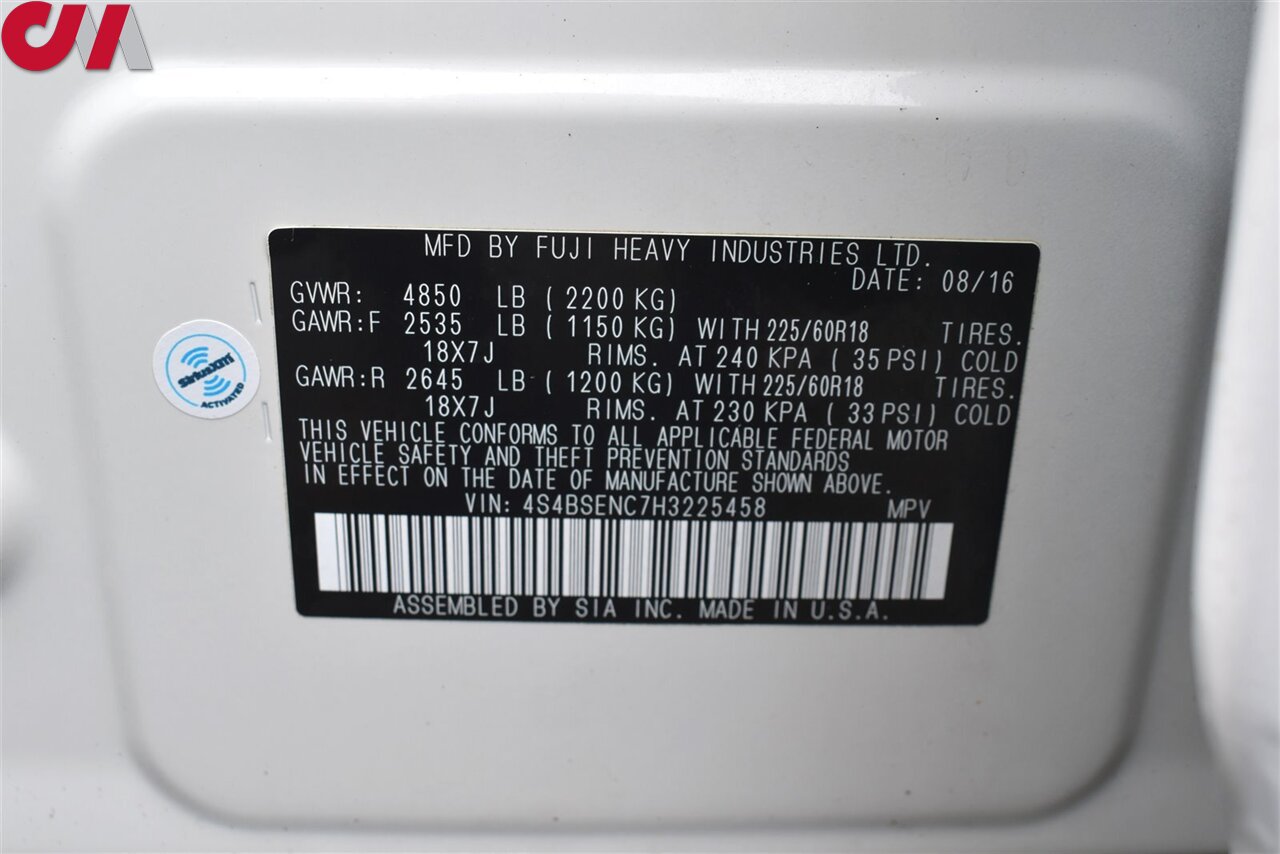 CM
MFD BY FUJI HEAVY INDUSTRIES LTD.
DATE: 08/16
GVWR: 4850 LB ( 2200 KG)
GAWR:F 2535 LB ( 1150 KG) WITH 225/60R18 TIRES.
18X7J RIMS. AT 240 KPA ( 35 PSI) COLD
GAWR:R 2645 LB ( 1200 KG) WITH 225/60R18 TIRES.
18X7J RIMS. AT 230 KPA ( 33 PSI) COLD
THIS VEHICLE CONFORMS TO ALL APPLICABLE FEDERAL MOTOR
VEHICLE SAFETY AND THEFT PREVENTION STANDARDS
IN EFFECT ON THE DATE OF MANUFACTURE SHOWN ABOVE.
VIN: 4S4BSENC7H3225458 MPV
ASSEMBLED BY SIA INC. MADE IN U.S.A.
SiriusXM
ACTIVATED